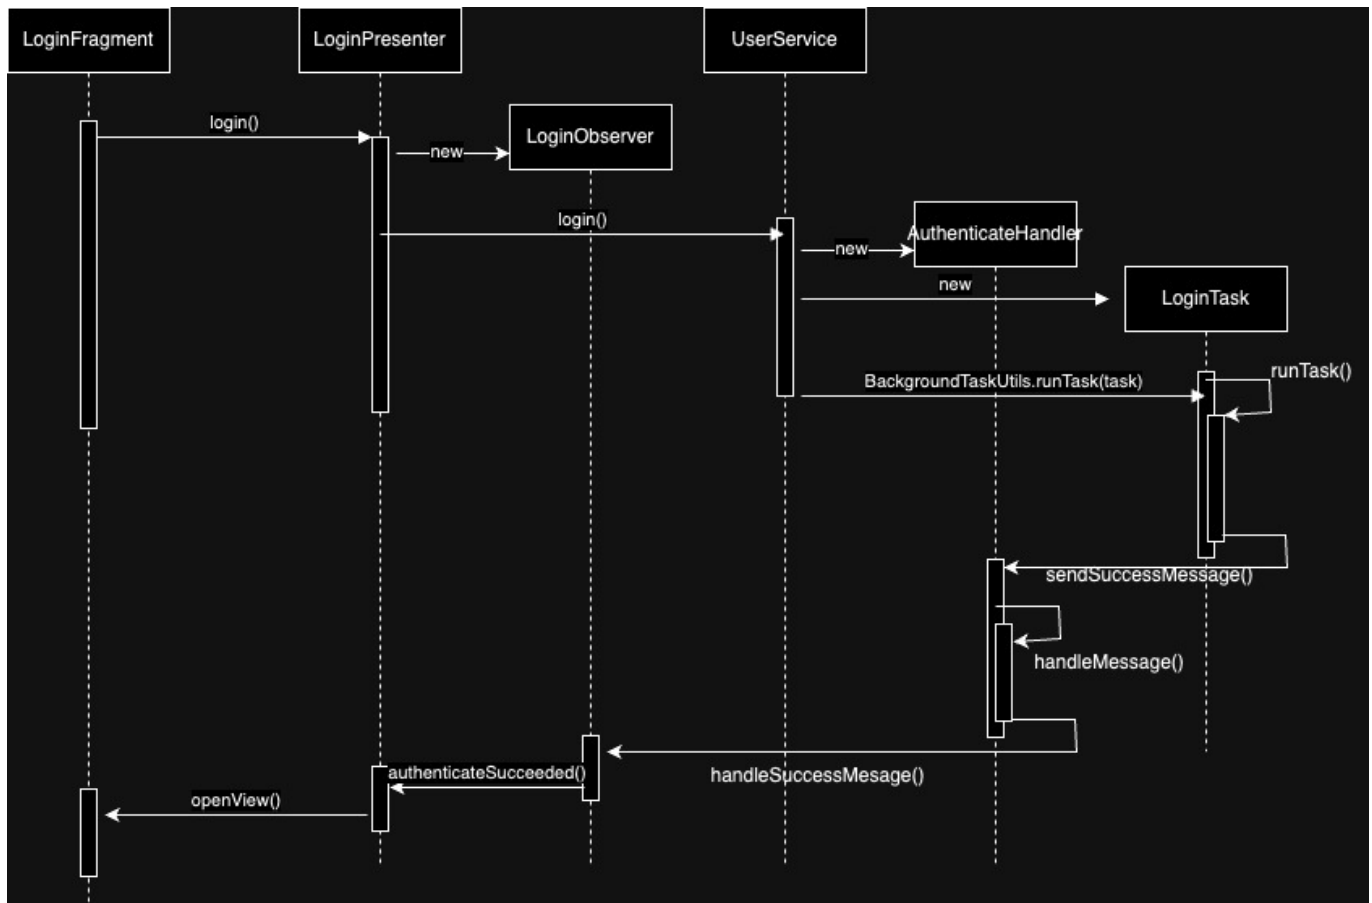 LoginFragment
LoginPresenter
UserService
LoginObserver
login()
new
login()
AuthenticateHandler
new
new
LoginTask
BackgroundTaskUtils.runTask(task)
runTask()
sendSuccessMessage()
handleMessage()
handleSuccessMesage()
authenticateSucceeded()
openView()